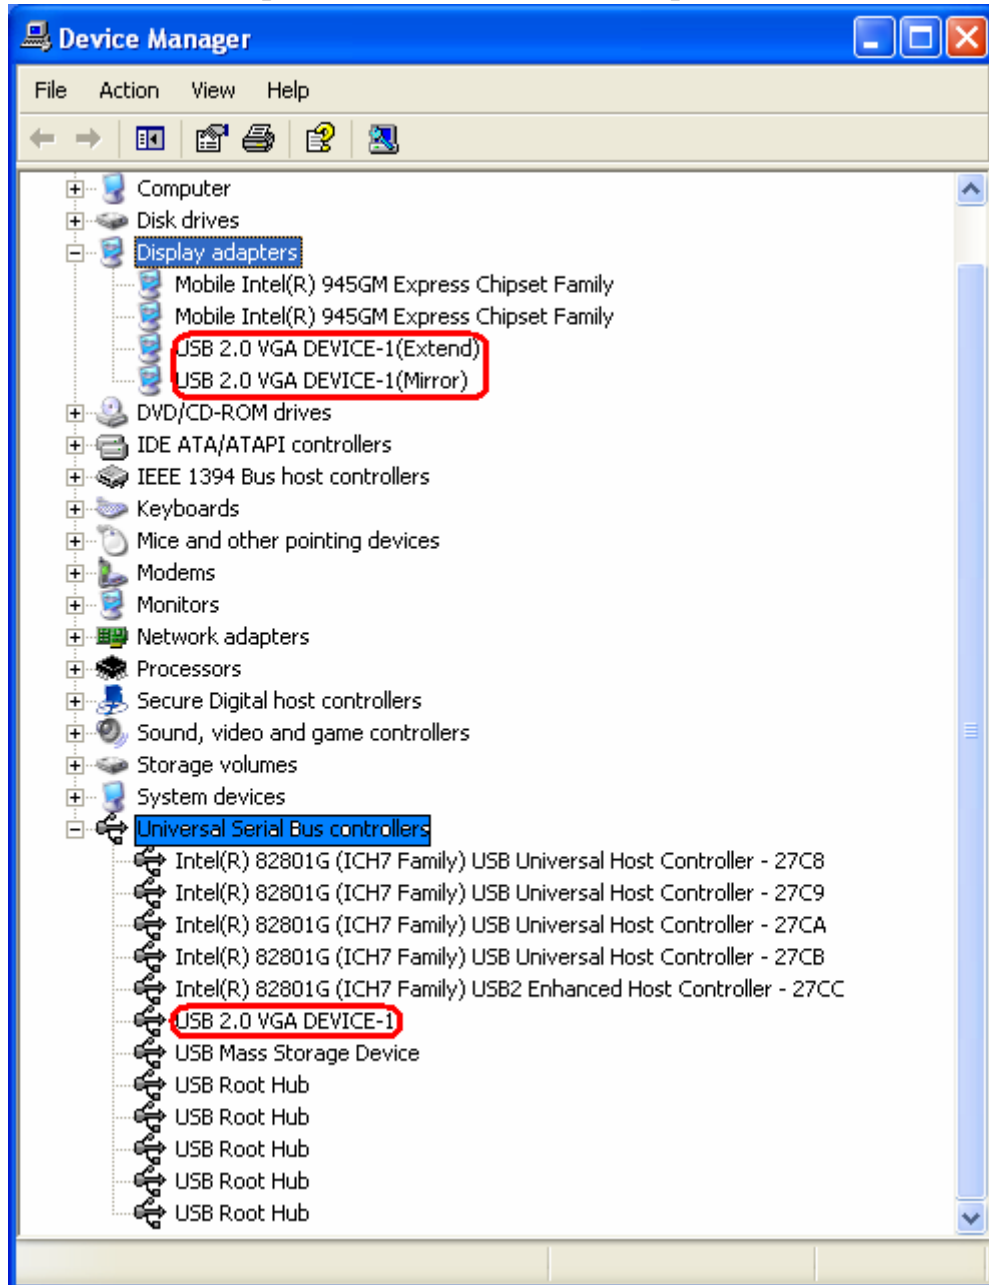 Device Manager
File Action View Help
Computer
Disk drives
Display adapters
Mobile Intel(R) 945GM Express Chipset Family
Mobile Intel(R) 945GM Express Chipset Family
USB 2.0 VGA DEVICE-1(Extend)
USB 2.0 VGA DEVICE-1(Mirror)
DVD/CD-ROM drives
IDE ATA/ATAPI controllers
IEEE 1394 Bus host controllers
Keyboards
Mice and other pointing devices
Modems
Monitors
Network adapters
Processors
Secure Digital host controllers
Sound, video and game controllers
Storage volumes
System devices
Universal Serial Bus controllers
Intel(R) 82801G (ICH7 Family) USB Universal Host Controller - 27C8
Intel(R) 82801G (ICH7 Family) USB Universal Host Controller - 27C9
Intel(R) 82801G (ICH7 Family) USB Universal Host Controller - 27CA
Intel(R) 82801G (ICH7 Family) USB Universal Host Controller - 27CB
Intel(R) 82801G (ICH7 Family) USB2 Enhanced Host Controller - 27CC
USB 2.0 VGA DEVICE-1
USB Mass Storage Device
USB Root Hub
USB Root Hub
USB Root Hub
USB Root Hub
USB Root Hub